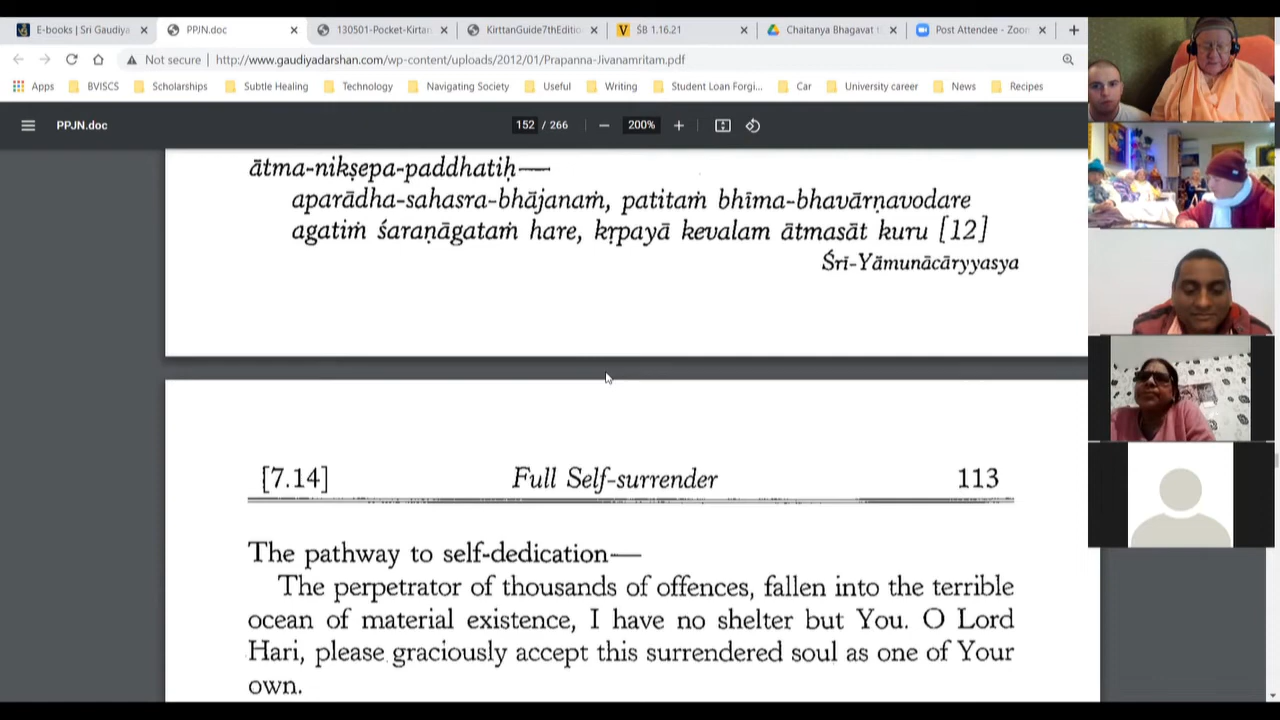 E-books | Sri Gaudiya
PPJN.doc
130501-Pocket-Kirtan
KirttanGuide7thEditio
ŚB 1.16.21
Chaitanya Bhagavat t
Post Attendee - Zoom
Not secure
http://www.gaudiyadarshan.com/wp-content/uploads/2012/01/Prapanna-Jivanamritam.pdf
Apps
BVISCS
Scholarships
Subtle Healing
Technology
Navigating Society
Useful
Writing
Student Loan Forgi...
Car
University career
News
Recipes
PPJN.doc
152 / 266
200%
ātma-nikṣepa-paddhatiḥ—
aparādha-sahasra-bhājanaṁ, patitaṁ bhīma-bhavārṇavodare
agatiṁ śaraṇāgataṁ hare, kṛpayā kevalam ātmasāt kuru [12]
Śrī-Yāmunācāryyasya
[7.14] Full Self-surrender 113
The pathway to self-dedication—
The perpetrator of thousands of offences, fallen into the terrible
ocean of material existence, I have no shelter but You. O Lord
Hari, please graciously accept this surrendered soul as one of Your
own.